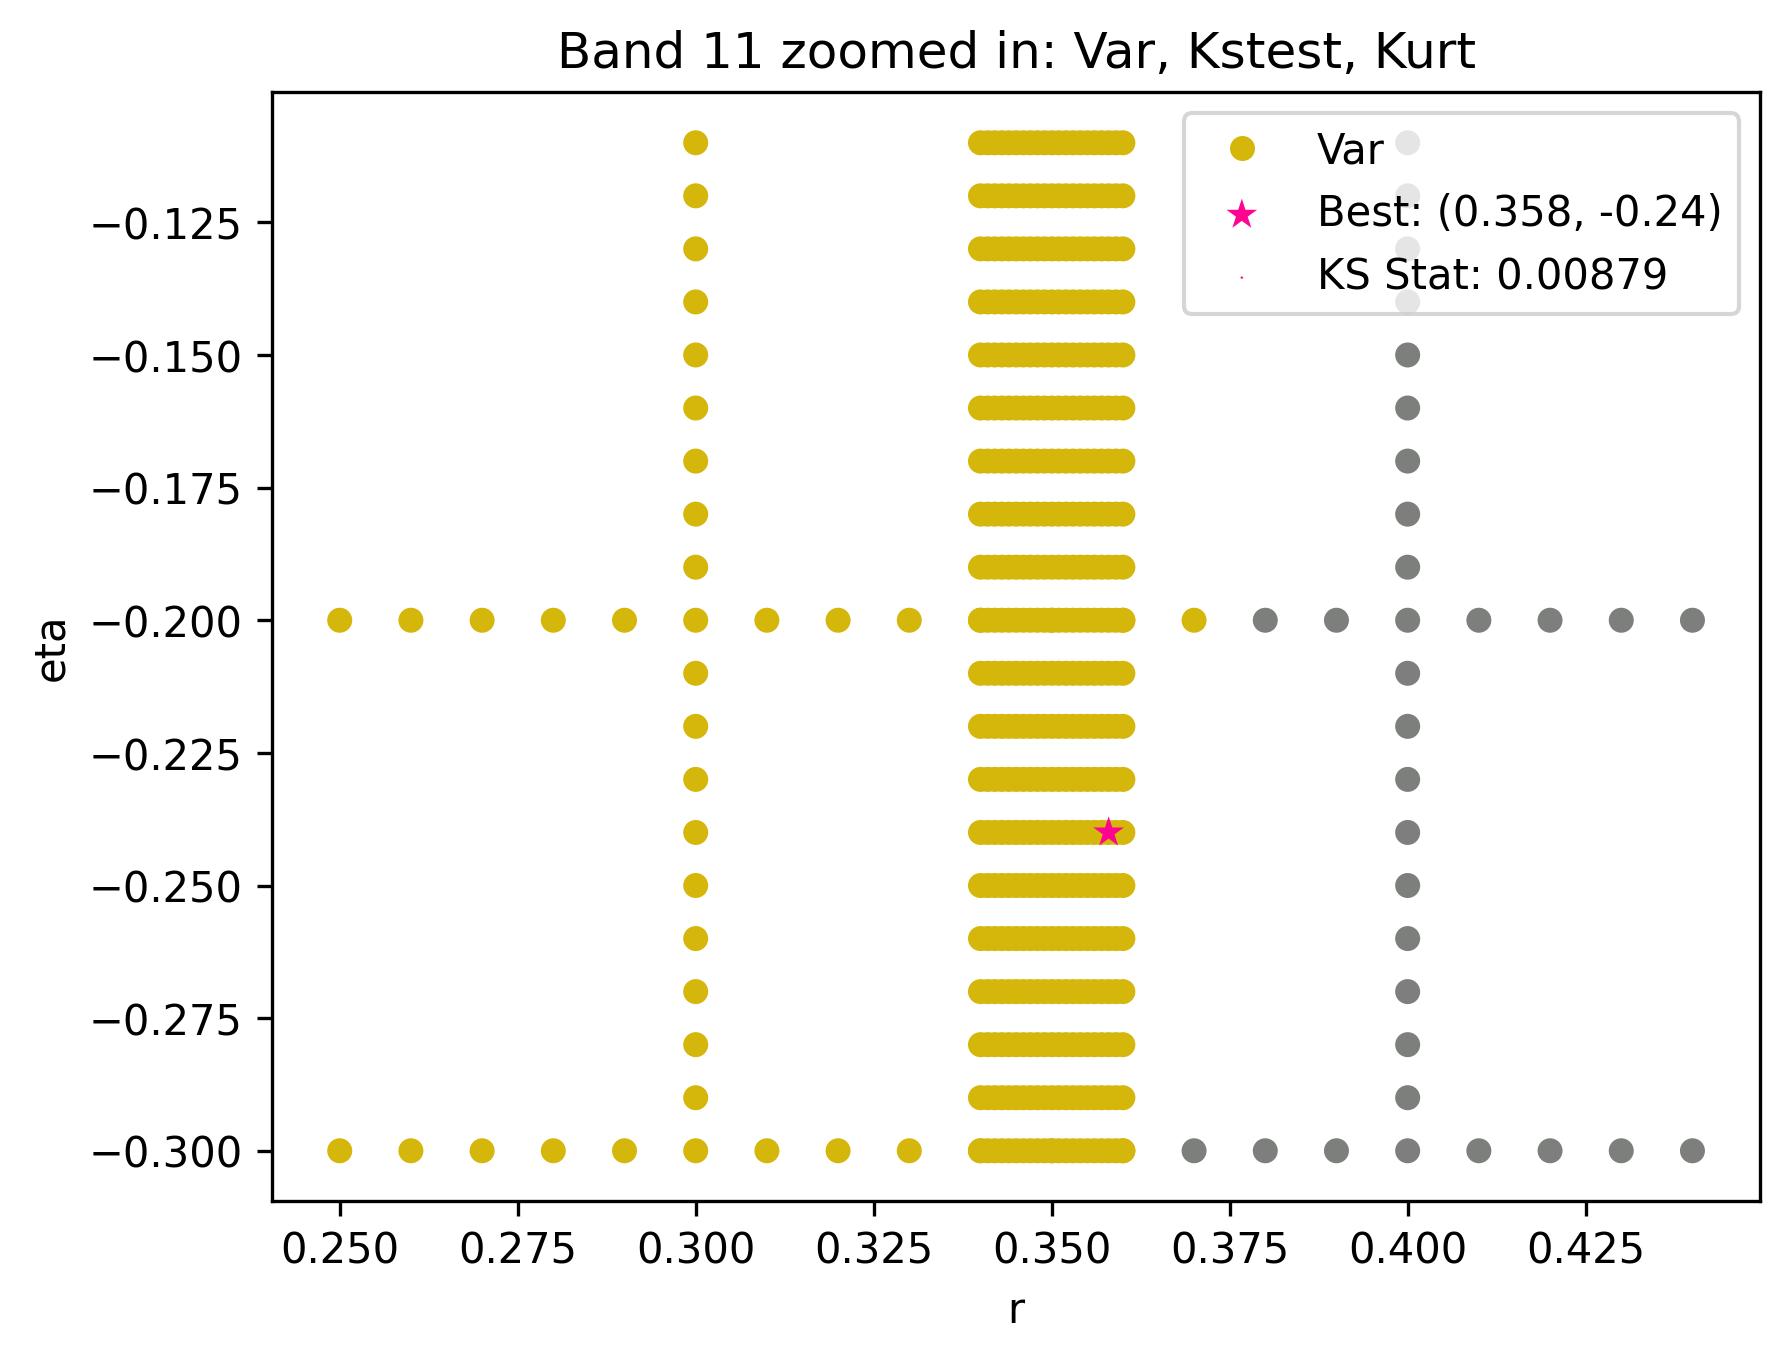 Band 11 zoomed in: Var, Kstest, Kurt
Var
Best: (0.358, -0.24)
KS Stat: 0.00879
eta
−0.125
−0.150
−0.175
−0.200
−0.225
−0.250
−0.275
−0.300
0.250 0.275 0.300 0.325 0.350 0.375 0.400 0.425
r